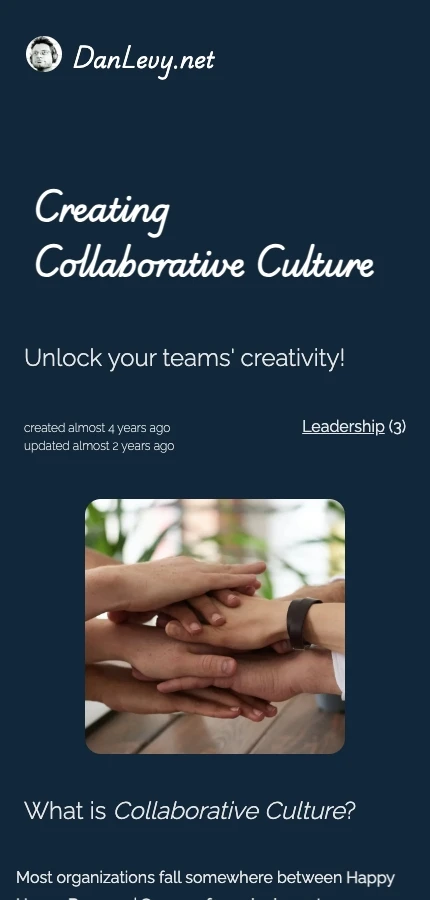 DanLevy.net
Creating
Collaborative Culture
Unlock your teams' creativity!
created almost 4 years ago
updated almost 2 years ago
Leadership (3)
What is Collaborative Culture?
Most organizations fall somewhere between Happy